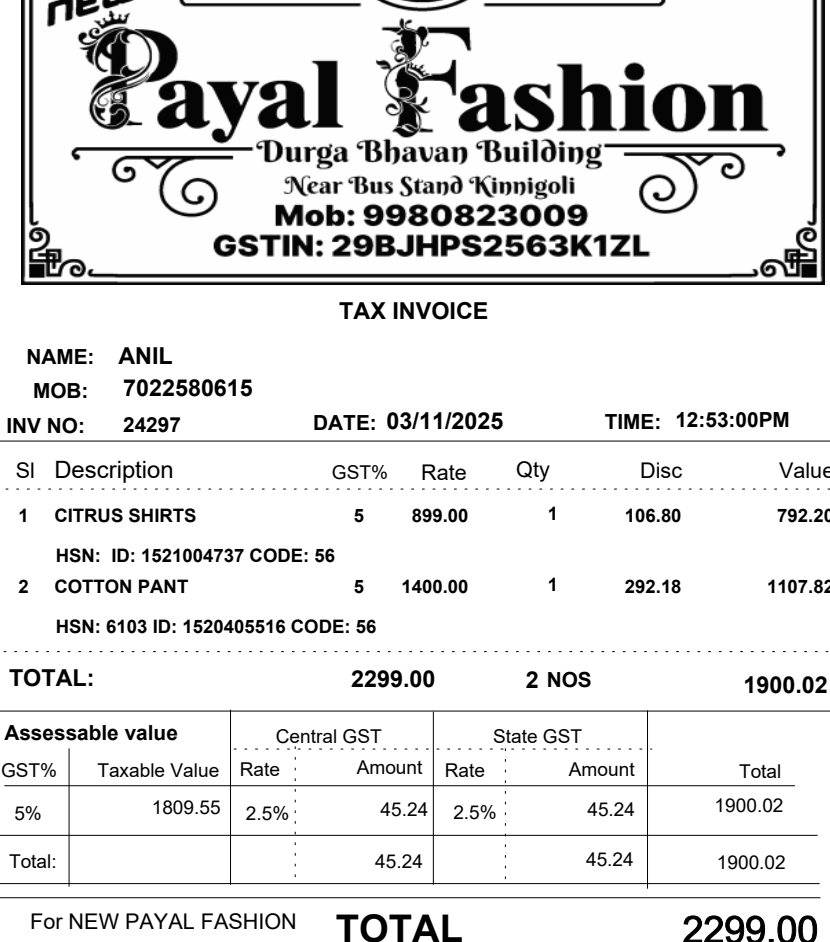 new
Payal Fashion
Durga Bhavan Building
Near Bus Stand Kinnigoli
Mob: 9980823009
GSTIN: 29BJHPS2563K1ZL
TAX INVOICE
NAME: ANIL
MOB: 7022580615
INV NO: 24297 DATE: 03/11/2025 TIME: 12:53:00PM
Sl Description GST% Rate Qty Disc Value
1 CITRUS SHIRTS 5 899.00 1 106.80 792.20
HSN: ID: 1521004737 CODE: 56
2 COTTON PANT 5 1400.00 1 292.18 1107.82
HSN: 6103 ID: 1520405516 CODE: 56
TOTAL: 2299.00 2 NOS 1900.02
Assessable value Central GST State GST
GST% Taxable Value Rate Amount Rate Amount Total
5% 1809.55 2.5% 45.24 2.5% 45.24 1900.02
Total: 45.24 45.24 1900.02
For NEW PAYAL FASHION TOTAL 2299.00